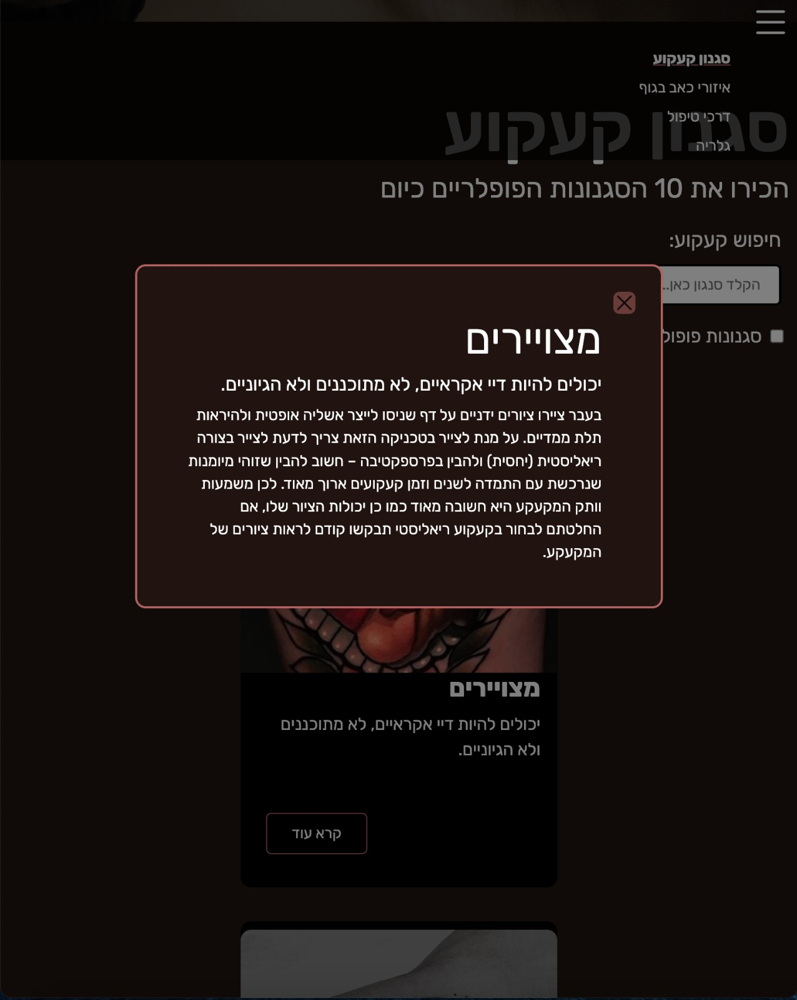 סגנון קעקוע
איזורי כאב בגוף
דרכי טיפול
גלריה
סגנון קעקוע
הכירו את 10 הסגנונות הפופלריים כיום
חיפוש קעקוע:
הקלד סנגון כאן..
סגנונות פופול
מצויירים
יכולים להיות דיי אקראיים, לא מתוכננים ולא הגיוניים.
בעבר ציירו ציורים ידניים על דף שניסו לייצר אשליה אופטית ולהיראות
תלת ממדיים. על מנת לצייר בטכניקה הזאת צריך לדעת לצייר בצורה
ריאליסטית (יחסית) ולהבין בפרספקטיבה – חשוב להבין שזוהי מיומנות
שנרכשת עם התמדה לשנים וזמן קעקועים ארוך מאוד. לכן משמעות
וותק המקעקע היא חשובה מאוד כמו כן יכולות הציור שלו, אם
החלטתם לבחור בקעקוע ריאליסטי תבקשו קודם לראות ציורים של
המקעקע.
מצויירים
יכולים להיות דיי אקראיים, לא מתוכננים
ולא הגיוניים.
קרא עוד